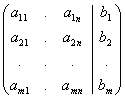 a₁₁ . a₁ₙ | b₁
a₂₁ . a₂ₙ | b₂
. . . | .
aₘ₁ . aₘₙ | bₘ